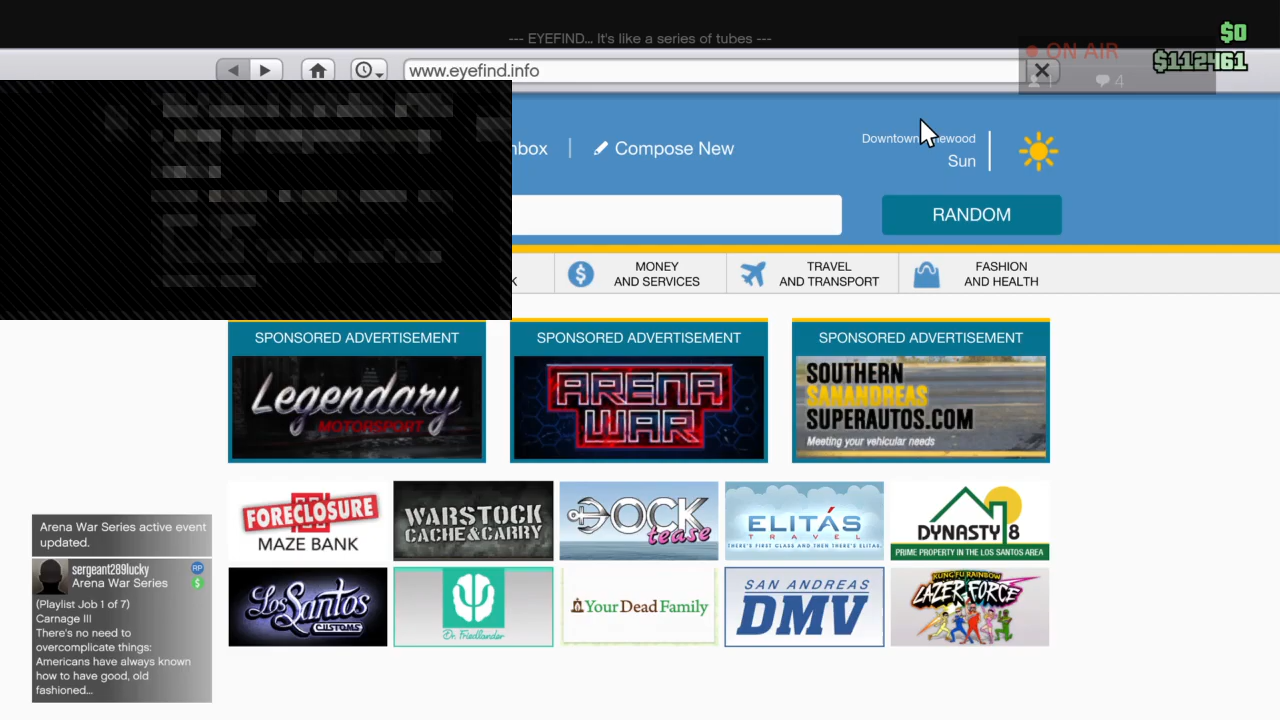 --- EYEFIND... It's like a series of tubes ---
$0
ON AIR
$112461
www.eyefind.info
1
4
Compose New
Downtown
Sun
RANDOM
MONEY
AND SERVICES
TRAVEL
AND TRANSPORT
FASHION
AND HEALTH
SPONSORED ADVERTISEMENT
SPONSORED ADVERTISEMENT
SPONSORED ADVERTISEMENT
Legendary
MOTORSPORT
ARENA
WAR
SOUTHERN
SANANDREAS
SUPERAUTOS.COM
Meeting your vehicular needs
FORECLOSURE
MAZE BANK
WARSTOCK
CACHE & CARRY
DOCK
tease
ELITÁS
TRAVEL
THERE'S FIRST CLASS AND THEN THERE'S ELITAS.
DYNASTY 8
PRIME PROPERTY IN THE LOS SANTOS AREA
Los Santos
CUSTOMS
Dr. Friedlander
Your Dead Family
SAN ANDREAS
DMV
KUNG FU RAINBOW
LAZER FORCE
Arena War Series active event
updated.
sergeant289lucky
RP
Arena War Series
$
(Playlist Job 1 of 7)
Carnage III
There's no need to
overcomplicate things:
Americans have always known
how to have good, old
fashioned...